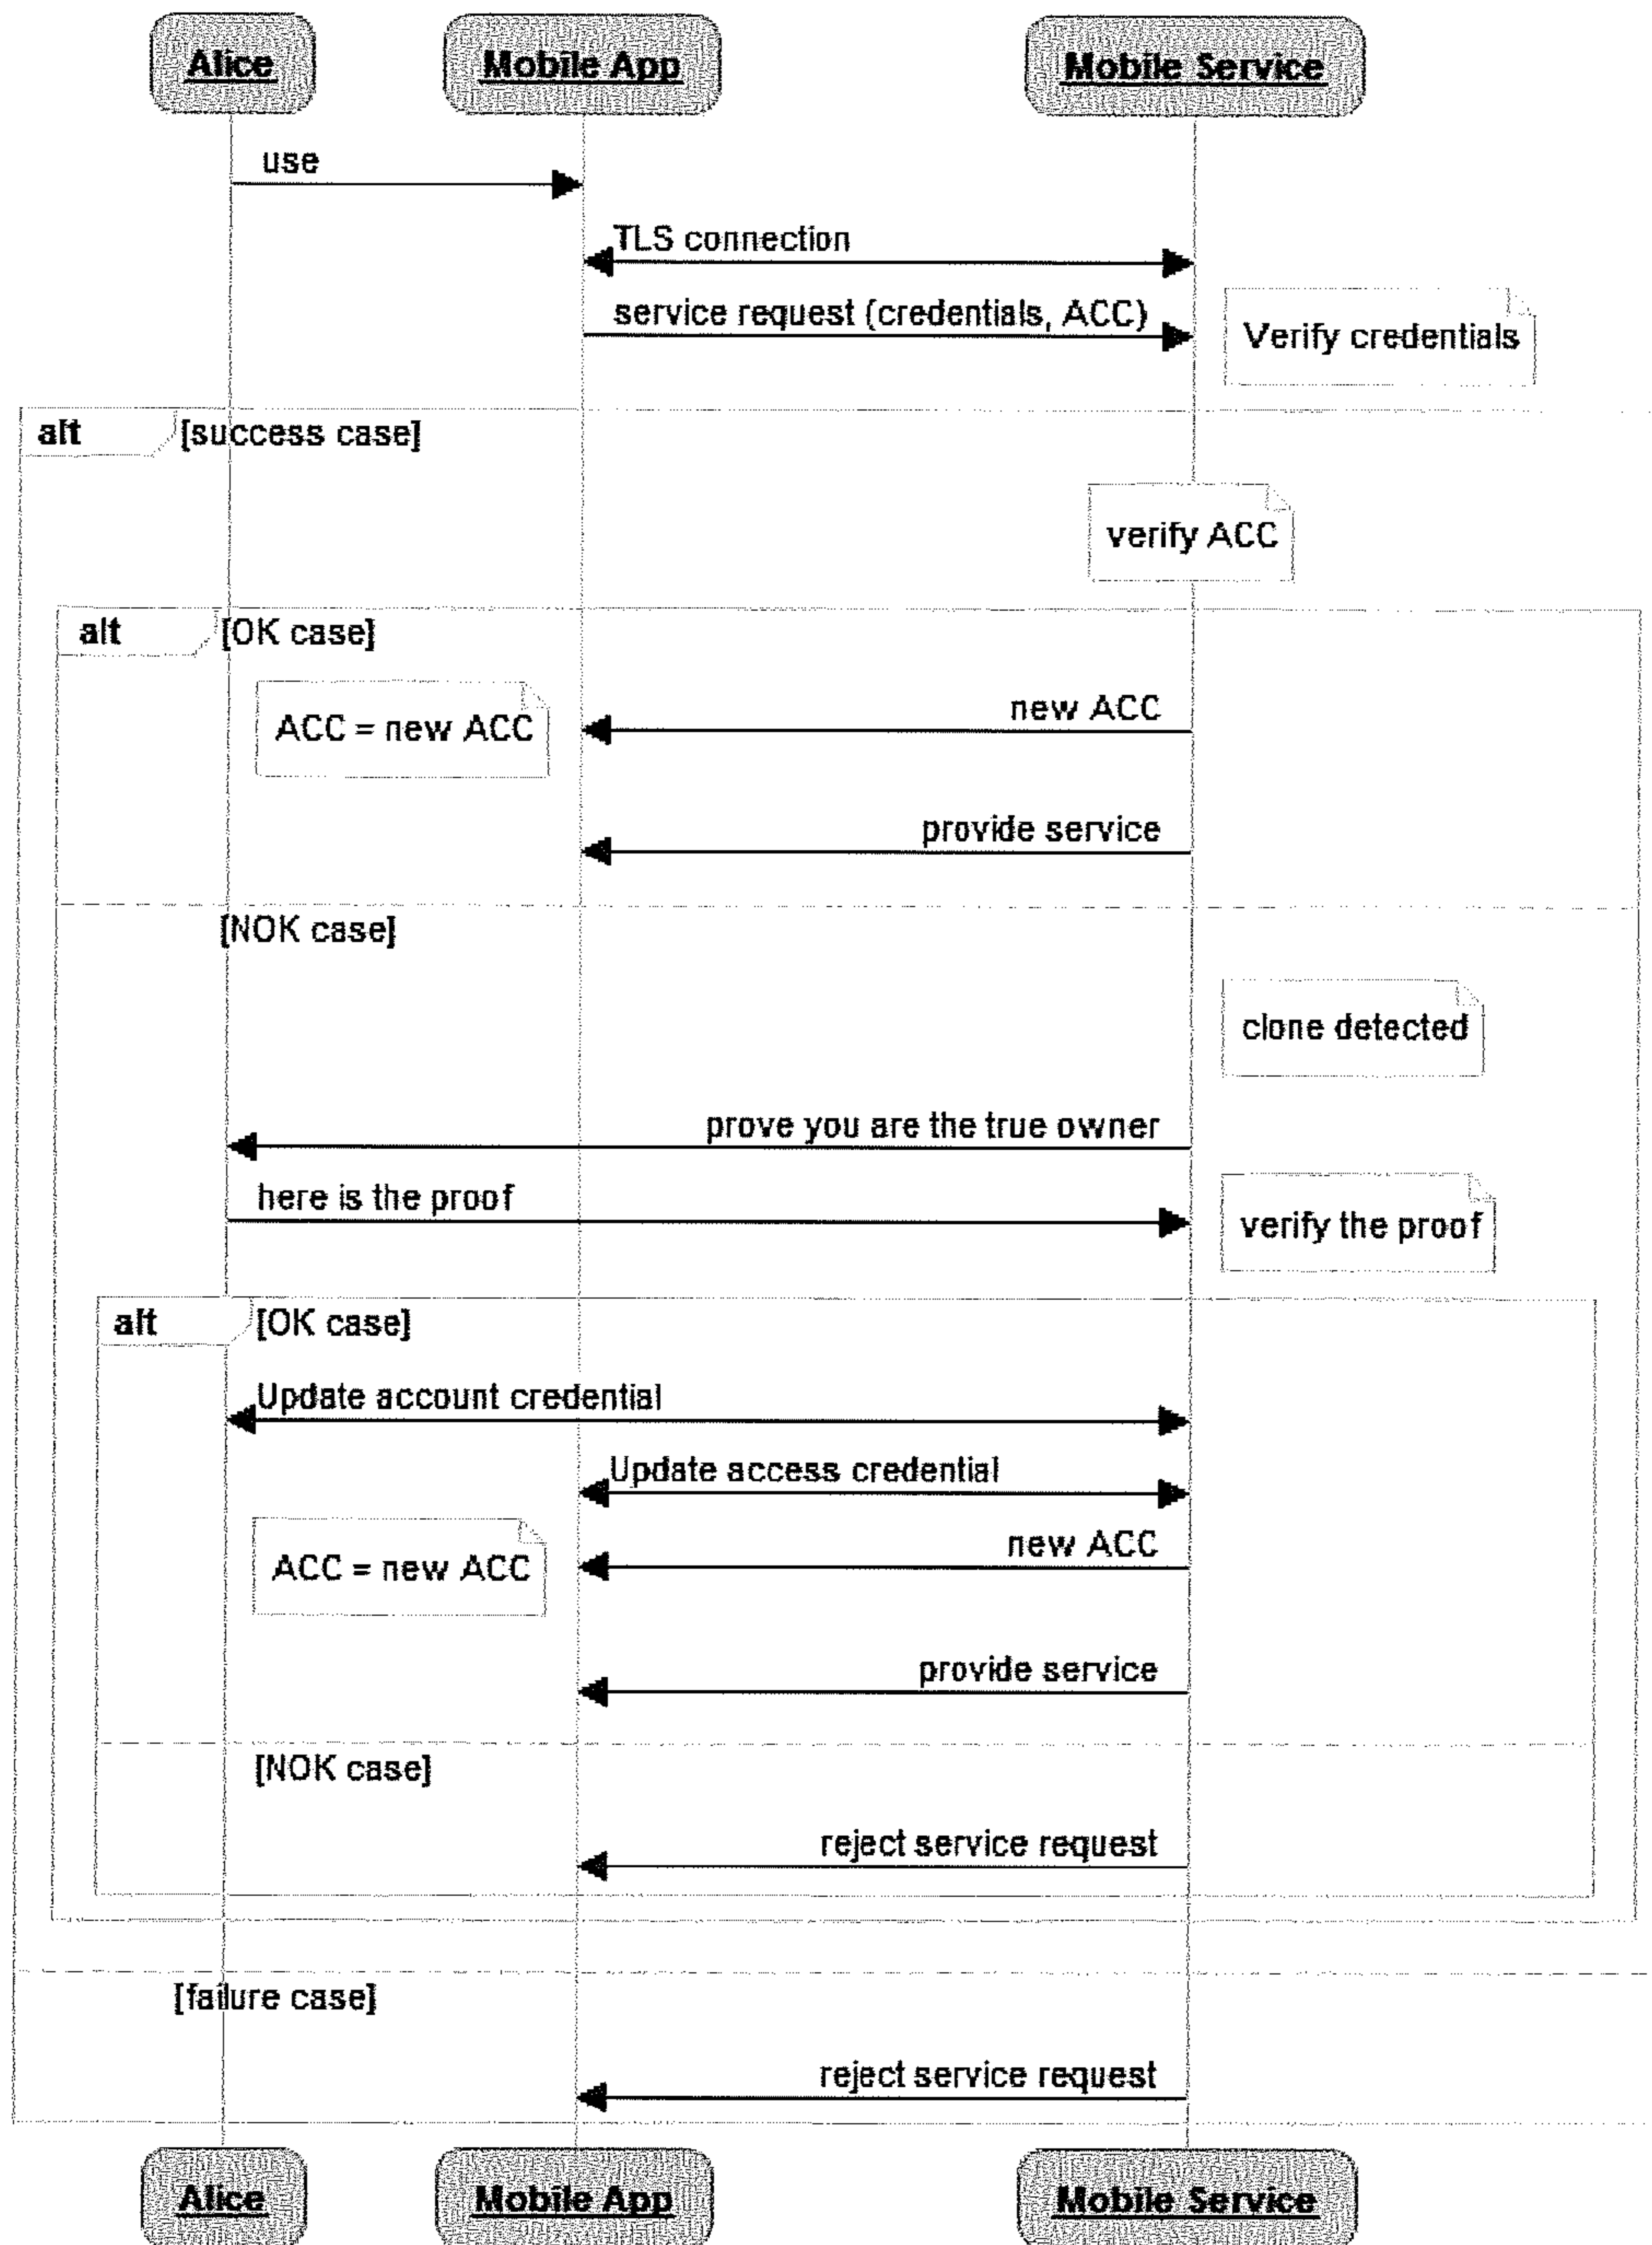 Alice
Mobile App
Mobile Service
use
TLS connection
service request (credentials, ACC)
Verify credentials
alt
[success case]
verify ACC
alt
[OK case]
new ACC
ACC = new ACC
provide service
[NOK case]
clone detected
prove you are the true owner
here is the proof
verify the proof
alt
[OK case]
Update account credential
Update access credential
new ACC
ACC = new ACC
provide service
[NOK case]
reject service request
[failure case]
reject service request
Alice
Mobile App
Mobile Service